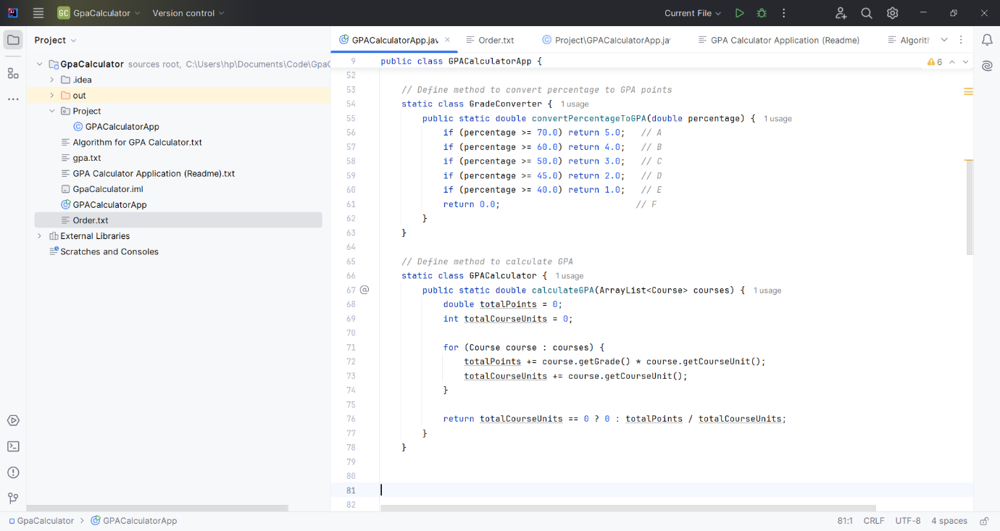 GC GpaCalculator Version control Current File
Project
GpaCalculator sources root, C:\Users\hp\Documents\Code\GpaC
.idea
out
Project
GPACalculatorApp
Algorithm for GPA Calculator.txt
gpa.txt
GPA Calculator Application (Readme).txt
GpaCalculator.iml
GPACalculatorApp
Order.txt
External Libraries
Scratches and Consoles
GPACalculatorApp.jav Order.txt Project\GPACalculatorApp.ja GPA Calculator Application (Readme) Algorit
9 public class GPACalculatorApp { 6
52
53 // Define method to convert percentage to GPA points
54 static class GradeConverter { 1 usage
55 public static double convertPercentageToGPA(double percentage) { 1 usage
56 if (percentage >= 70.0) return 5.0; // A
57 if (percentage >= 60.0) return 4.0; // B
58 if (percentage >= 50.0) return 3.0; // C
59 if (percentage >= 45.0) return 2.0; // D
60 if (percentage >= 40.0) return 1.0; // E
61 return 0.0; // F
62 }
63 }
64
65 // Define method to calculate GPA
66 static class GPACalculator { 1 usage
67 @ public static double calculateGPA(ArrayList<Course> courses) { 1 usage
68 double totalPoints = 0;
69 int totalCourseUnits = 0;
70
71 for (Course course : courses) {
72 totalPoints += course.getGrade() * course.getCourseUnit();
73 totalCourseUnits += course.getCourseUnit();
74 }
75
76 return totalCourseUnits == 0 ? 0 : totalPoints / totalCourseUnits;
77 }
78 }
79
80
81
82
GpaCalculator > GPACalculatorApp 81:1 CRLF UTF-8 4 spaces